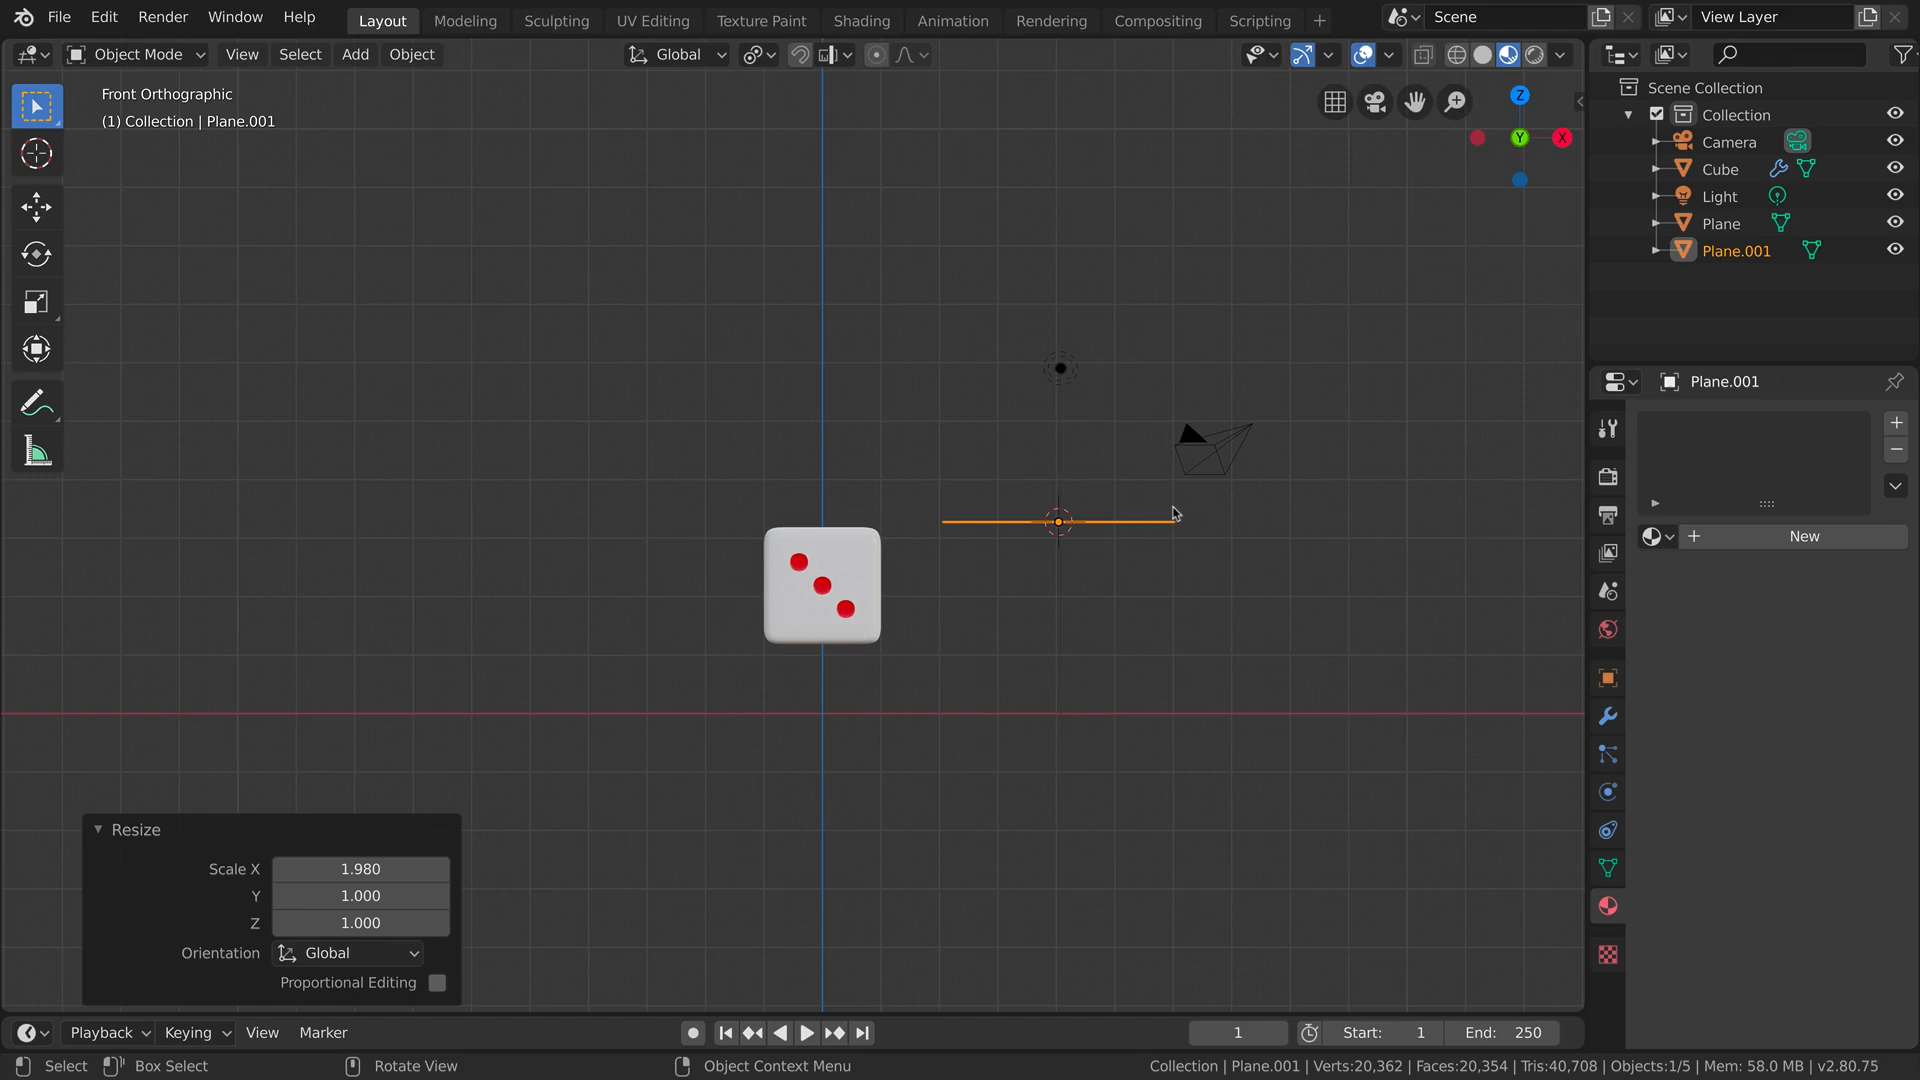 File Edit Render Window Help
Layout Modeling Sculpting UV Editing Texture Paint Shading Animation Rendering Compositing Scripting +
Scene
View Layer
Object Mode View Select Add Object
Global
Front Orthographic
(1) Collection | Plane.001
Z
Y
X
Scene Collection
Collection
Camera
Cube
Light
Plane
Plane.001
Plane.001
+ New
Resize
Scale X 1.980
Y 1.000
Z 1.000
Orientation Global
Proportional Editing
Playback Keying View Marker
1
Start: 1
End: 250
Select Box Select Rotate View Object Context Menu
Collection | Plane.001 | Verts:20,362 | Faces:20,354 | Tris:40,708 | Objects:1/5 | Mem: 58.0 MB | v2.80.75